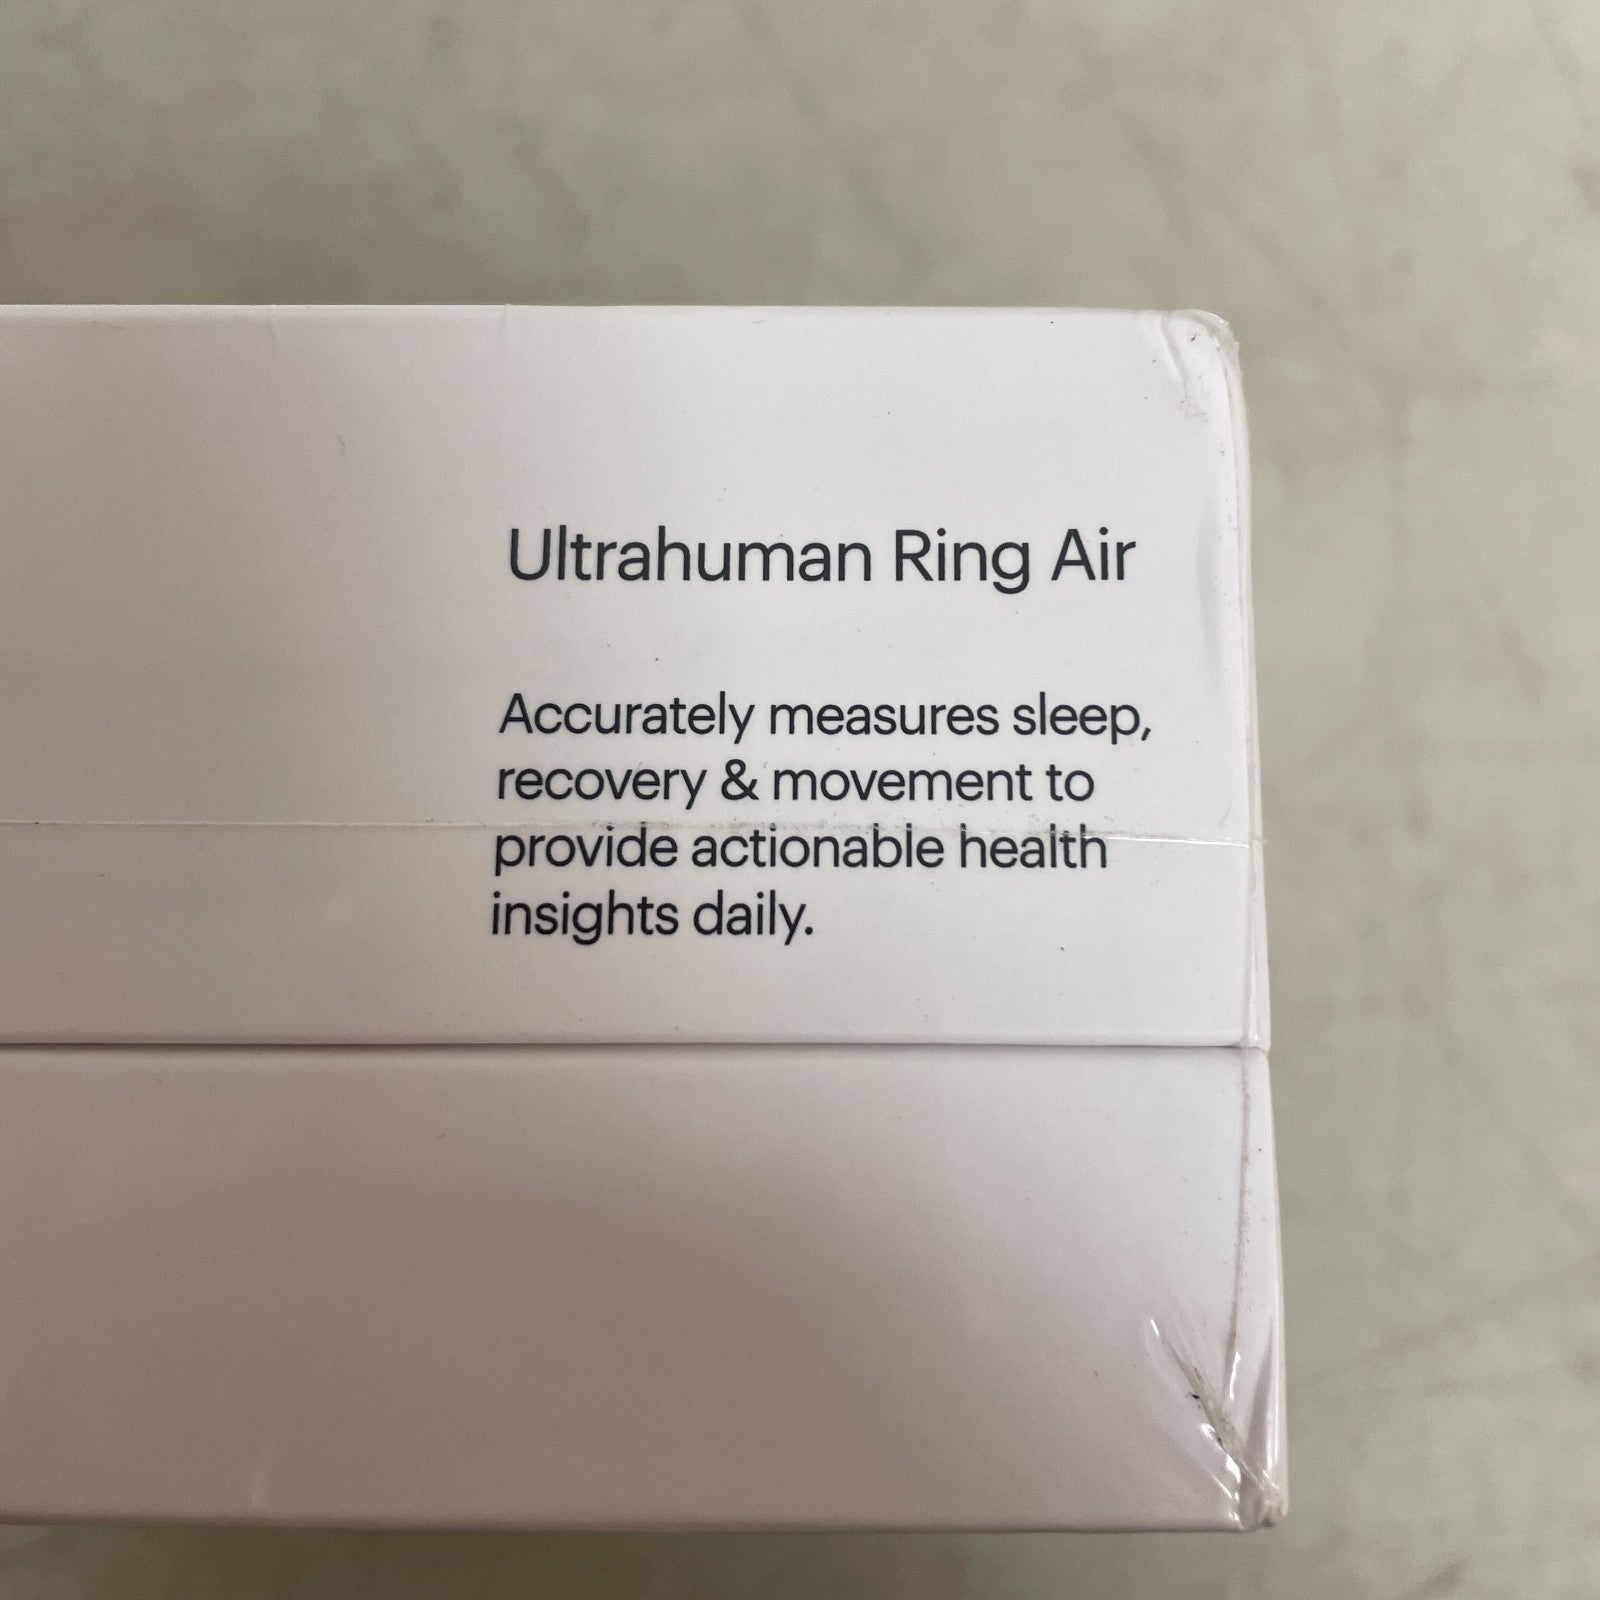 Ultrahuman Ring Air
Accurately measures sleep,
recovery & movement to
provide actionable health
insights daily.